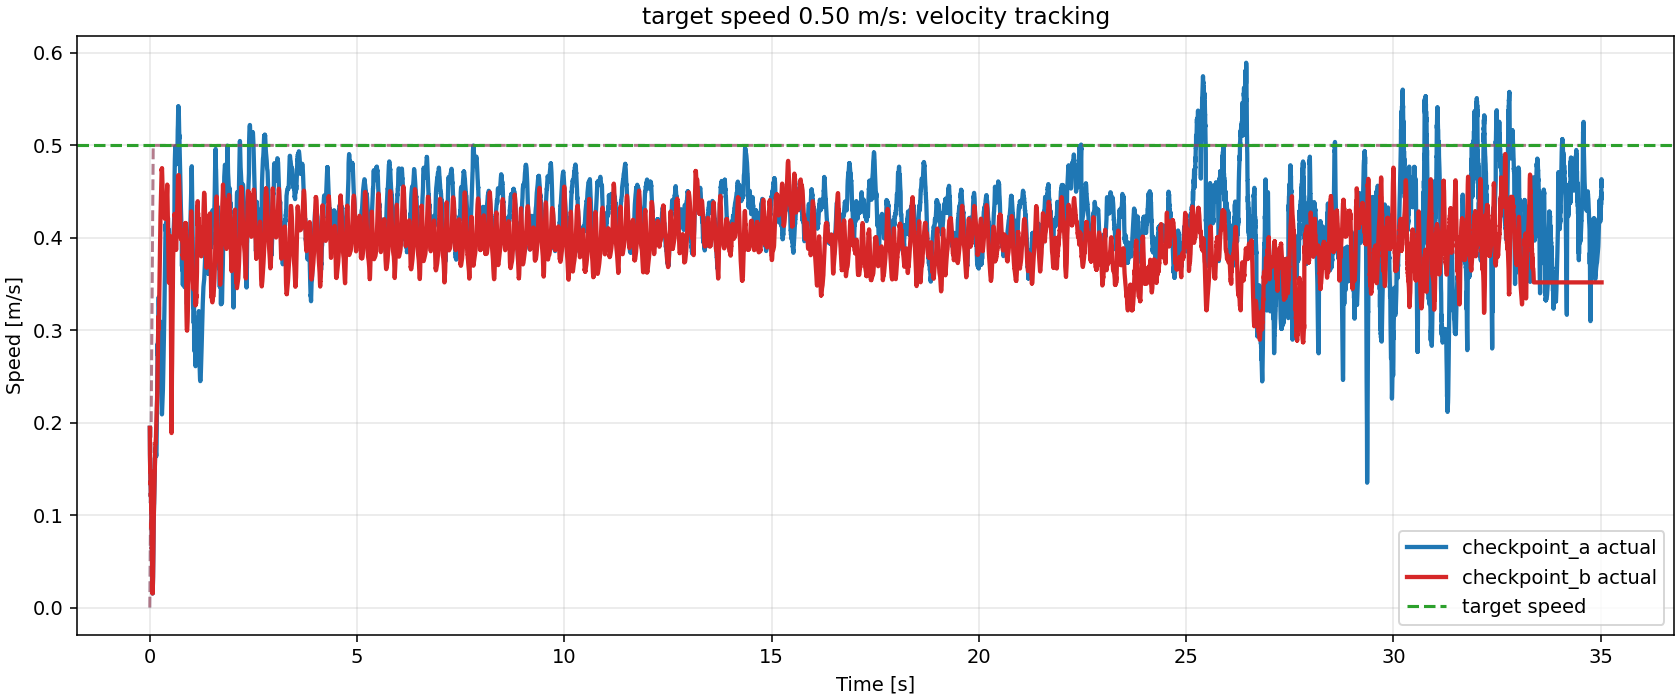 target speed 0.50 m/s: velocity tracking
Speed [m/s]
0.6
0.5
0.4
0.3
0.2
0.1
0.0
0 5 10 15 20 25 30 35
Time [s]
checkpoint_a actual
checkpoint_b actual
target speed